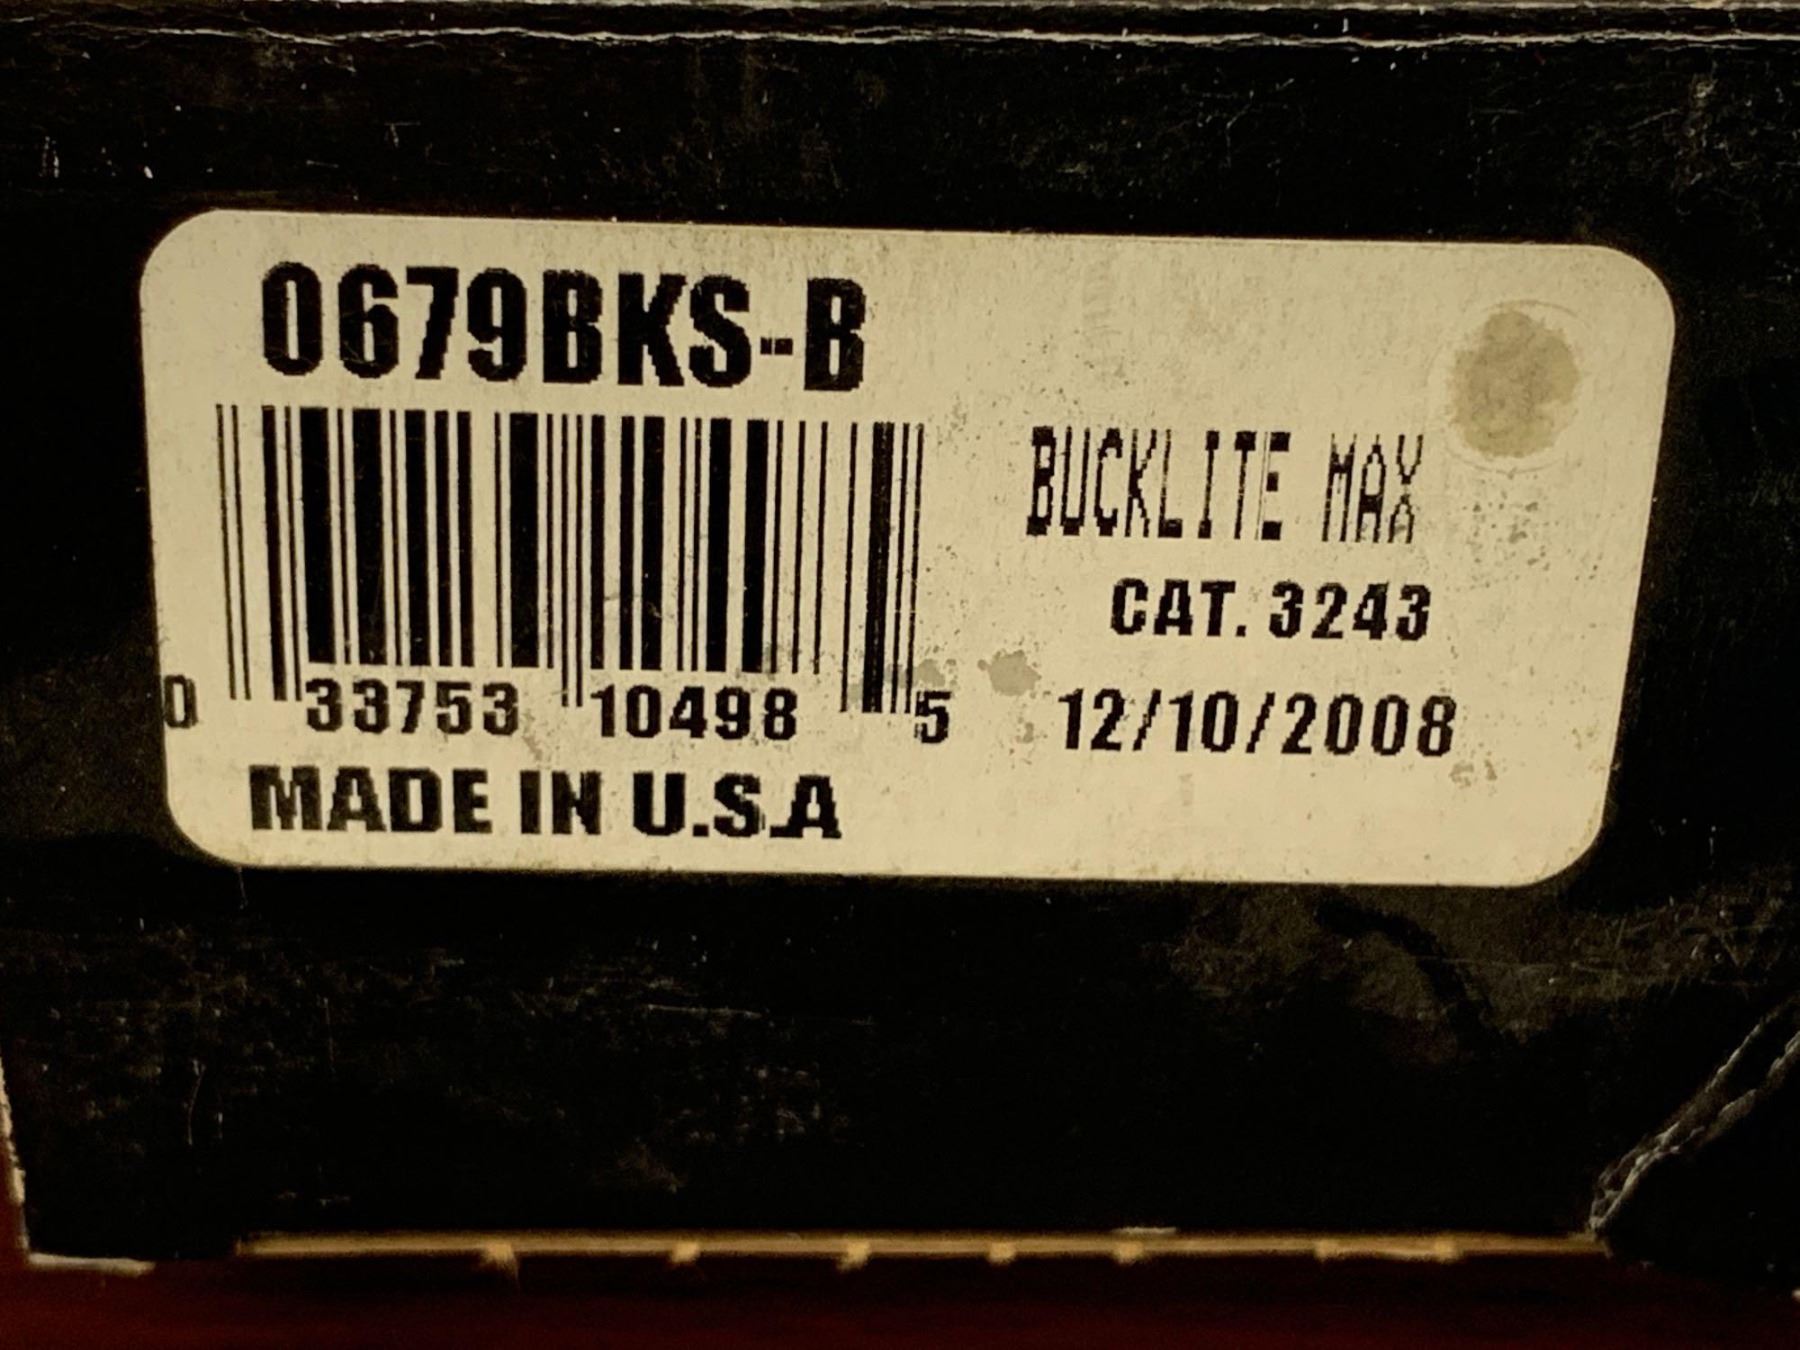 0679BKS-B
BUCKLITE MAX
CAT. 3243
0 33753 10498 5
12/10/2008
MADE IN U.S.A